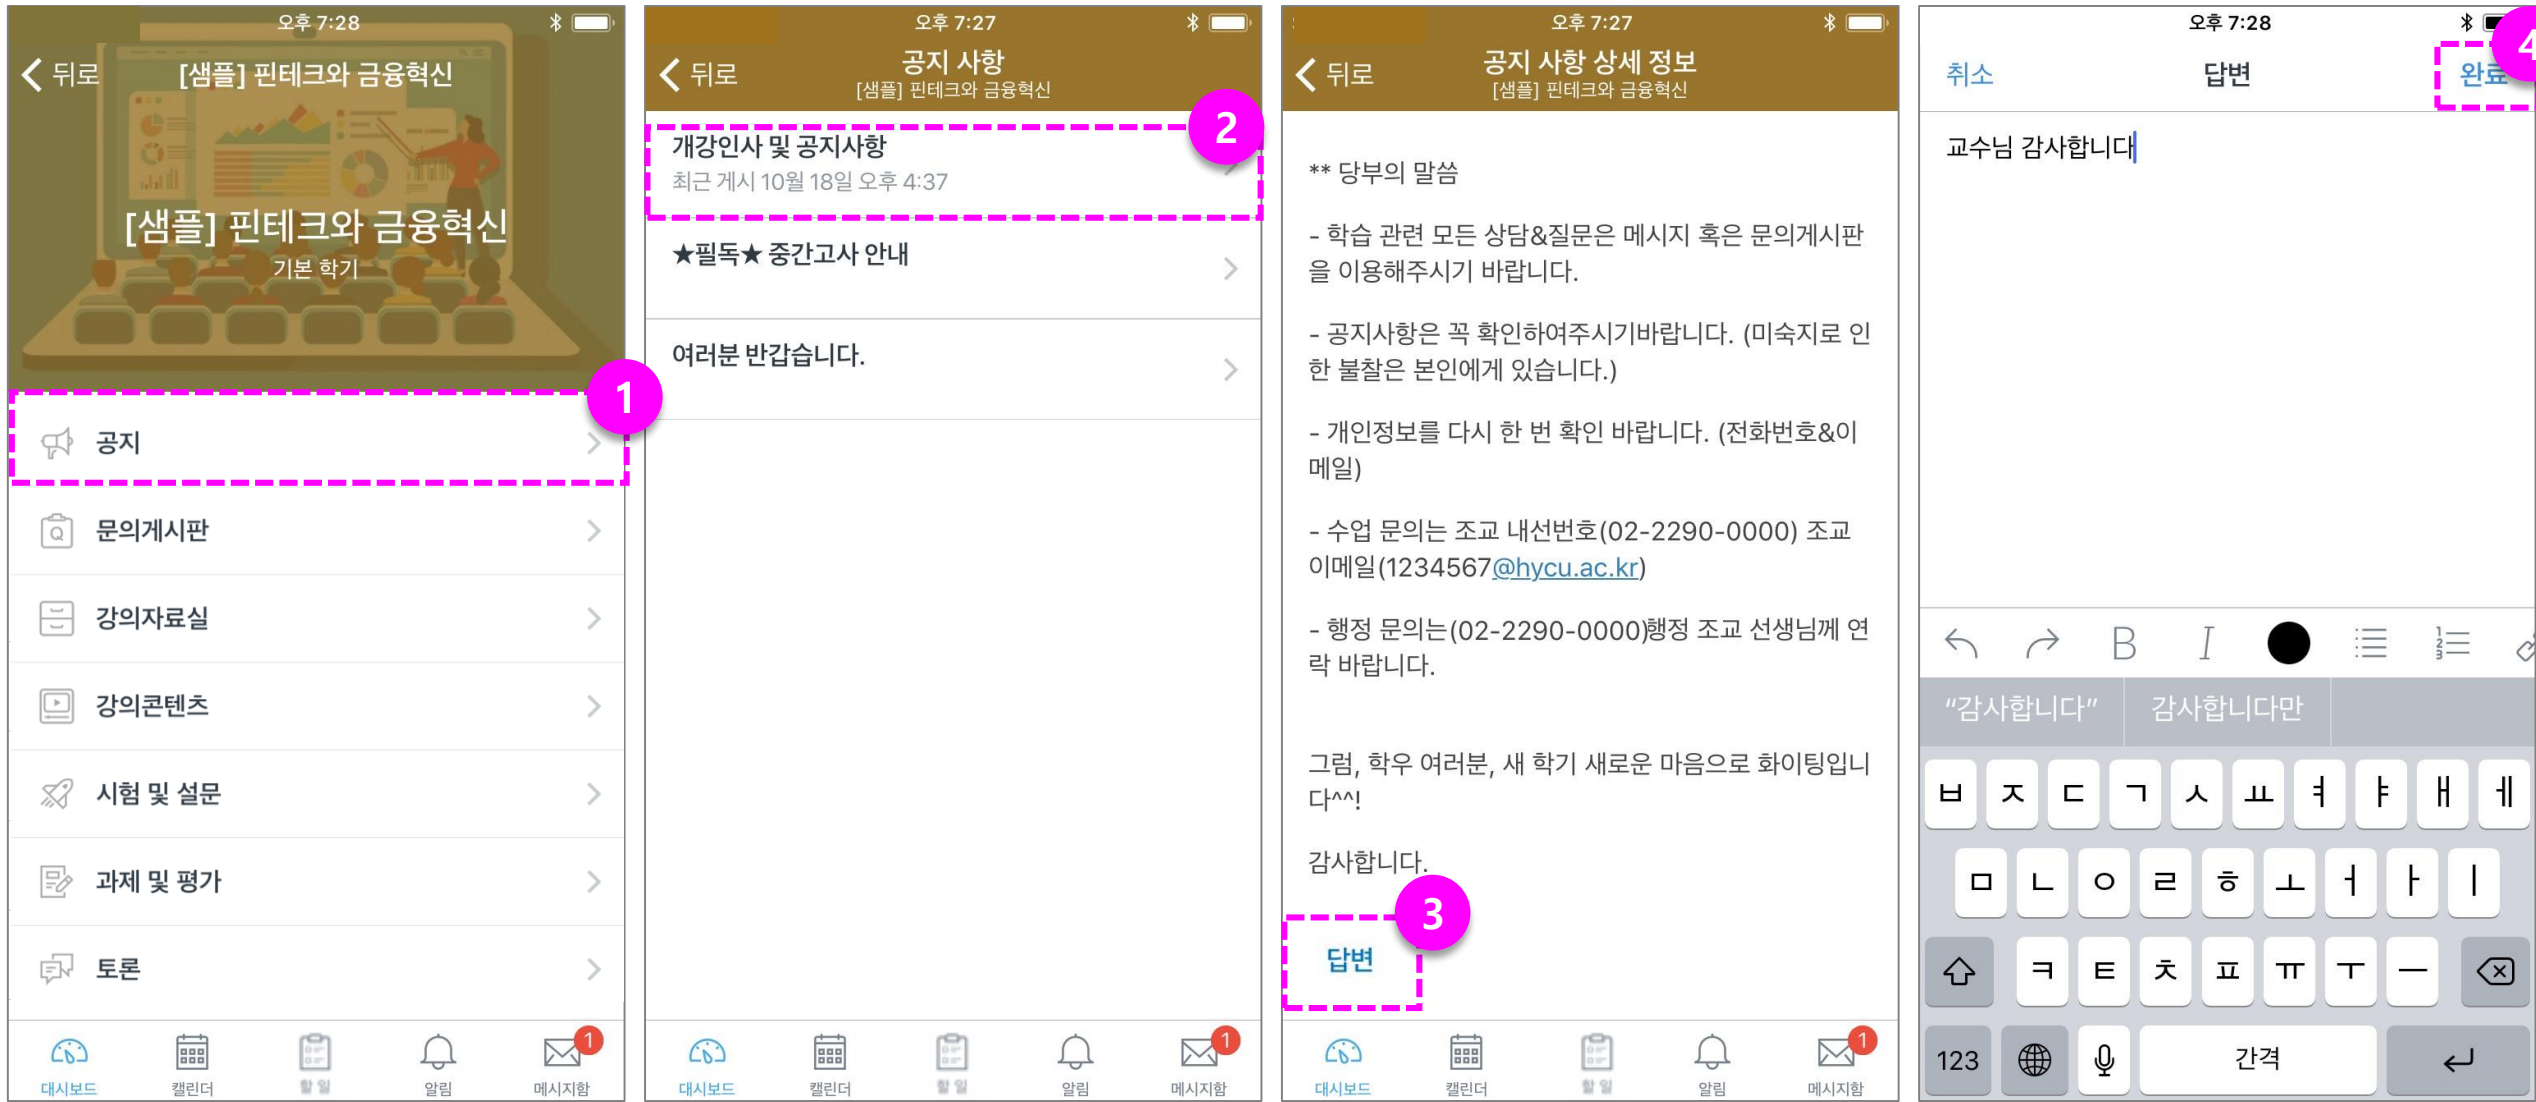 오후 7:28
뒤로
[샘플] 핀테크와 금융혁신
[샘플] 핀테크와 금융혁신
기본 학기
1
공지
문의게시판
강의자료실
강의콘텐츠
시험 및 설문
과제 및 평가
토론
1
대시보드
캘린더
할 일
알림
메시지함
오후 7:27
뒤로
공지 사항
[샘플] 핀테크와 금융혁신
2
개강인사 및 공지사항
최근 게시 10월 18일 오후 4:37
★필독★ 중간고사 안내
여러분 반갑습니다.
1
대시보드
캘린더
할 일
알림
메시지함
오후 7:27
뒤로
공지 사항 상세 정보
[샘플] 핀테크와 금융혁신
** 당부의 말씀
- 학습 관련 모든 상담&질문은 메시지 혹은 문의게시판
을 이용해주시기 바랍니다.
- 공지사항은 꼭 확인하여주시기바랍니다. (미숙지로 인
한 불찰은 본인에게 있습니다.)
- 개인정보를 다시 한 번 확인 바랍니다. (전화번호&이
메일)
- 수업 문의는 조교 내선번호(02-2290-0000) 조교
이메일(1234567@hycu.ac.kr)
- 행정 문의는(02-2290-0000)행정 조교 선생님께 연
락 바랍니다.
그럼, 학우 여러분, 새 학기 새로운 마음으로 화이팅입니
다^^!
감사합니다.
3
답변
1
대시보드
캘린더
할 일
알림
메시지함
오후 7:28
4
취소
답변
완료
교수님 감사합니다
B I
“감사합니다” 감사합니다만
ㅂ ㅈ ㄷ ㄱ ㅅ ㅛ ㅕ ㅑ ㅐ ㅔ
ㅁ ㄴ ㅇ ㄹ ㅎ ㅗ ㅓ ㅏ ㅣ
ㅋ ㅌ ㅊ ㅍ ㅠ ㅜ ㅡ
123 간격